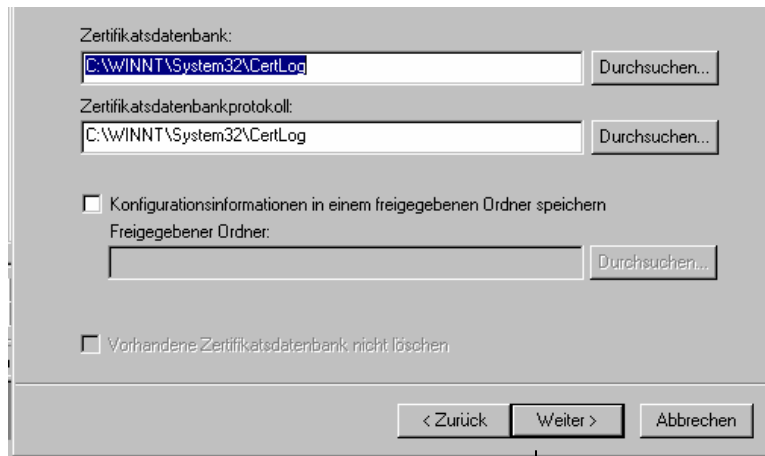 Zertifikatsdatenbank:
C:\WINNT\System32\CertLog Durchsuchen...
Zertifikatsdatenbankprotokoll:
C:\WINNT\System32\CertLog Durchsuchen...
Konfigurationsinformationen in einem freigegebenen Ordner speichern
Freigegebener Ordner:
Durchsuchen...
Vorhandene Zertifikatsdatenbank nicht löschen
< Zurück Weiter > Abbrechen